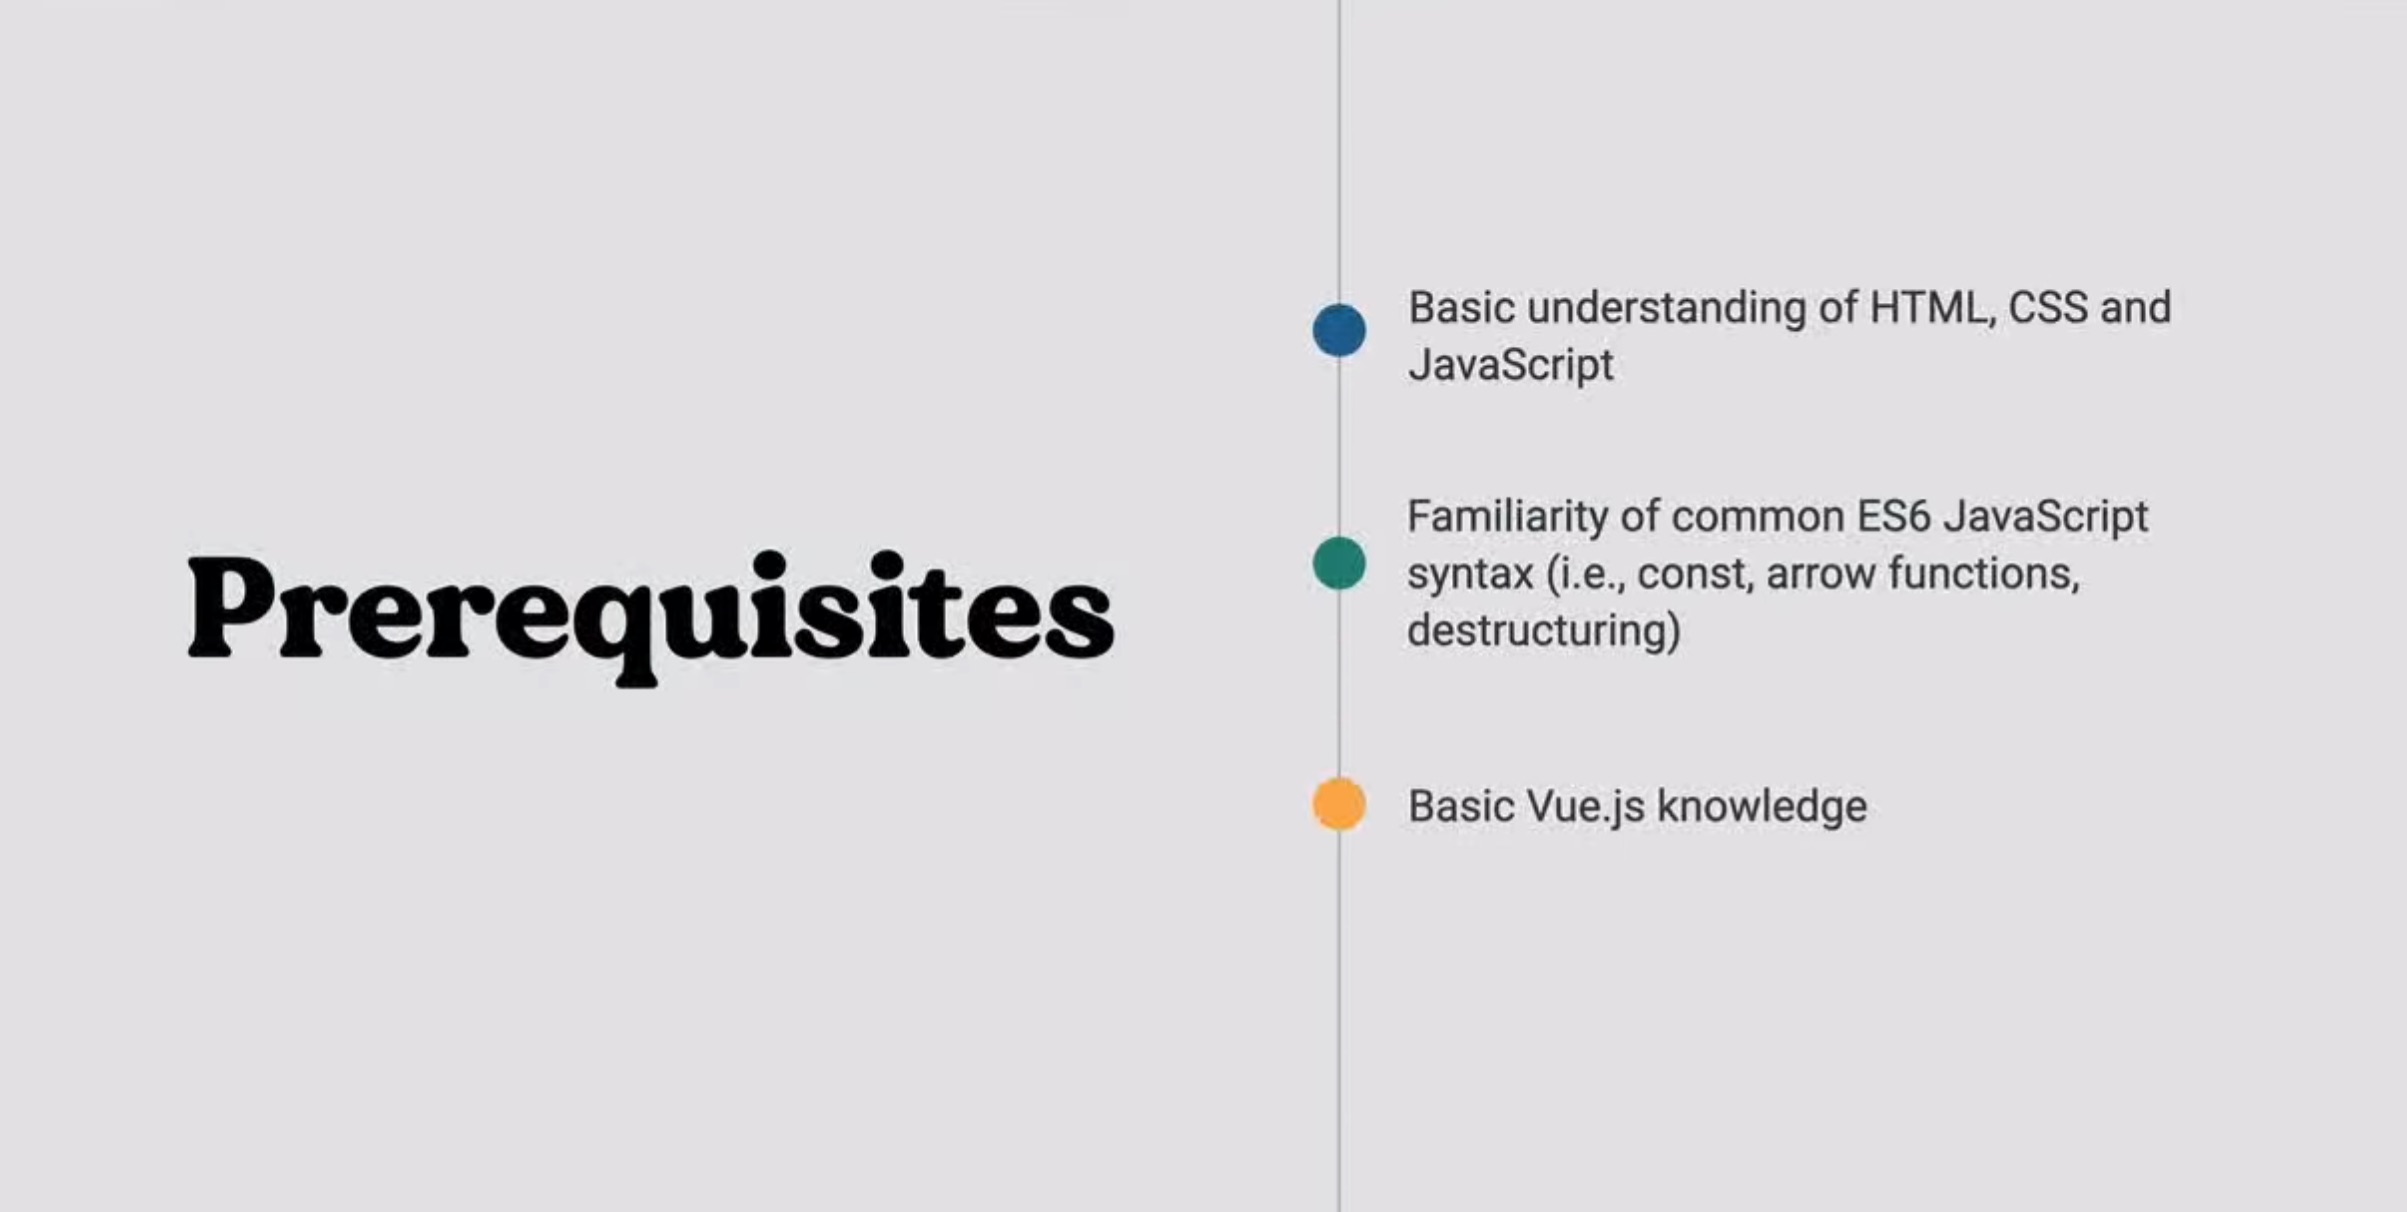 Prerequisites
Basic understanding of HTML, CSS and
JavaScript
Familiarity of common ES6 JavaScript
syntax (i.e., const, arrow functions,
destructuring)
Basic Vue.js knowledge